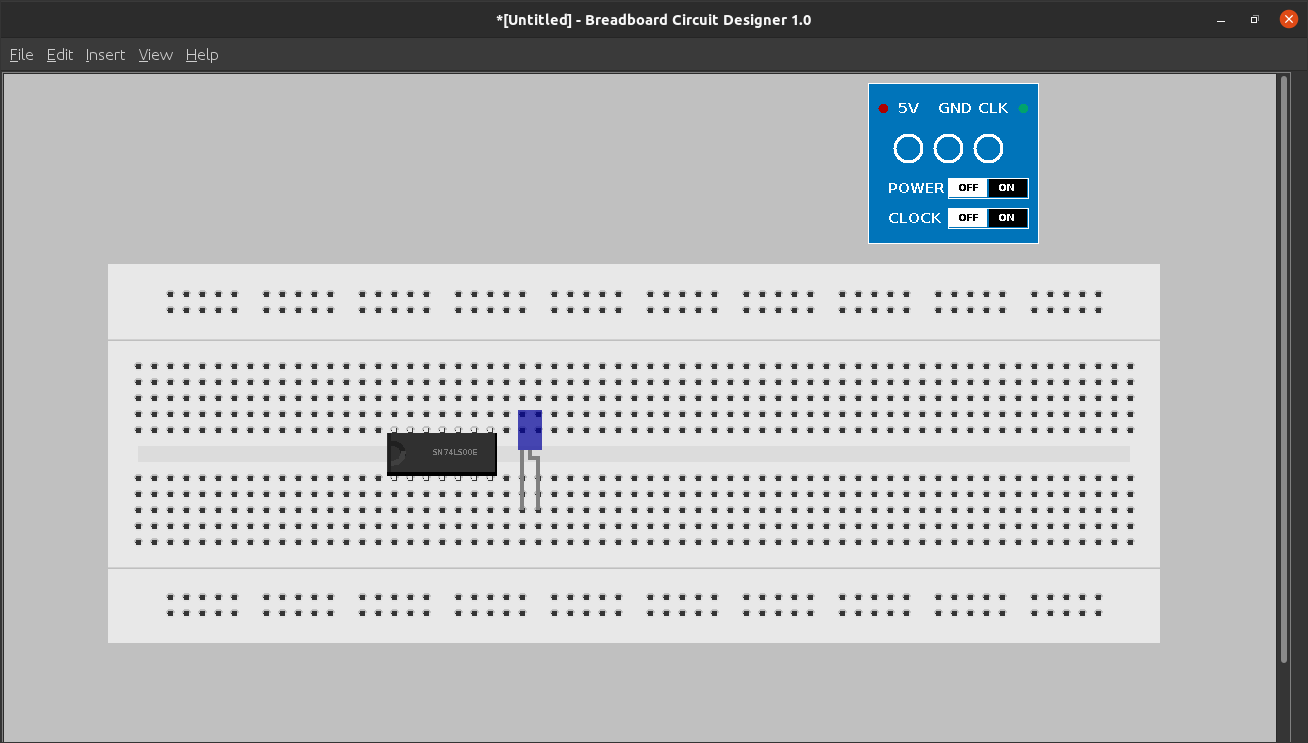 *[Untitled] - Breadboard Circuit Designer 1.0
File Edit Insert View Help
5V GND CLK
POWER OFF ON
CLOCK OFF ON
SN74LS00E